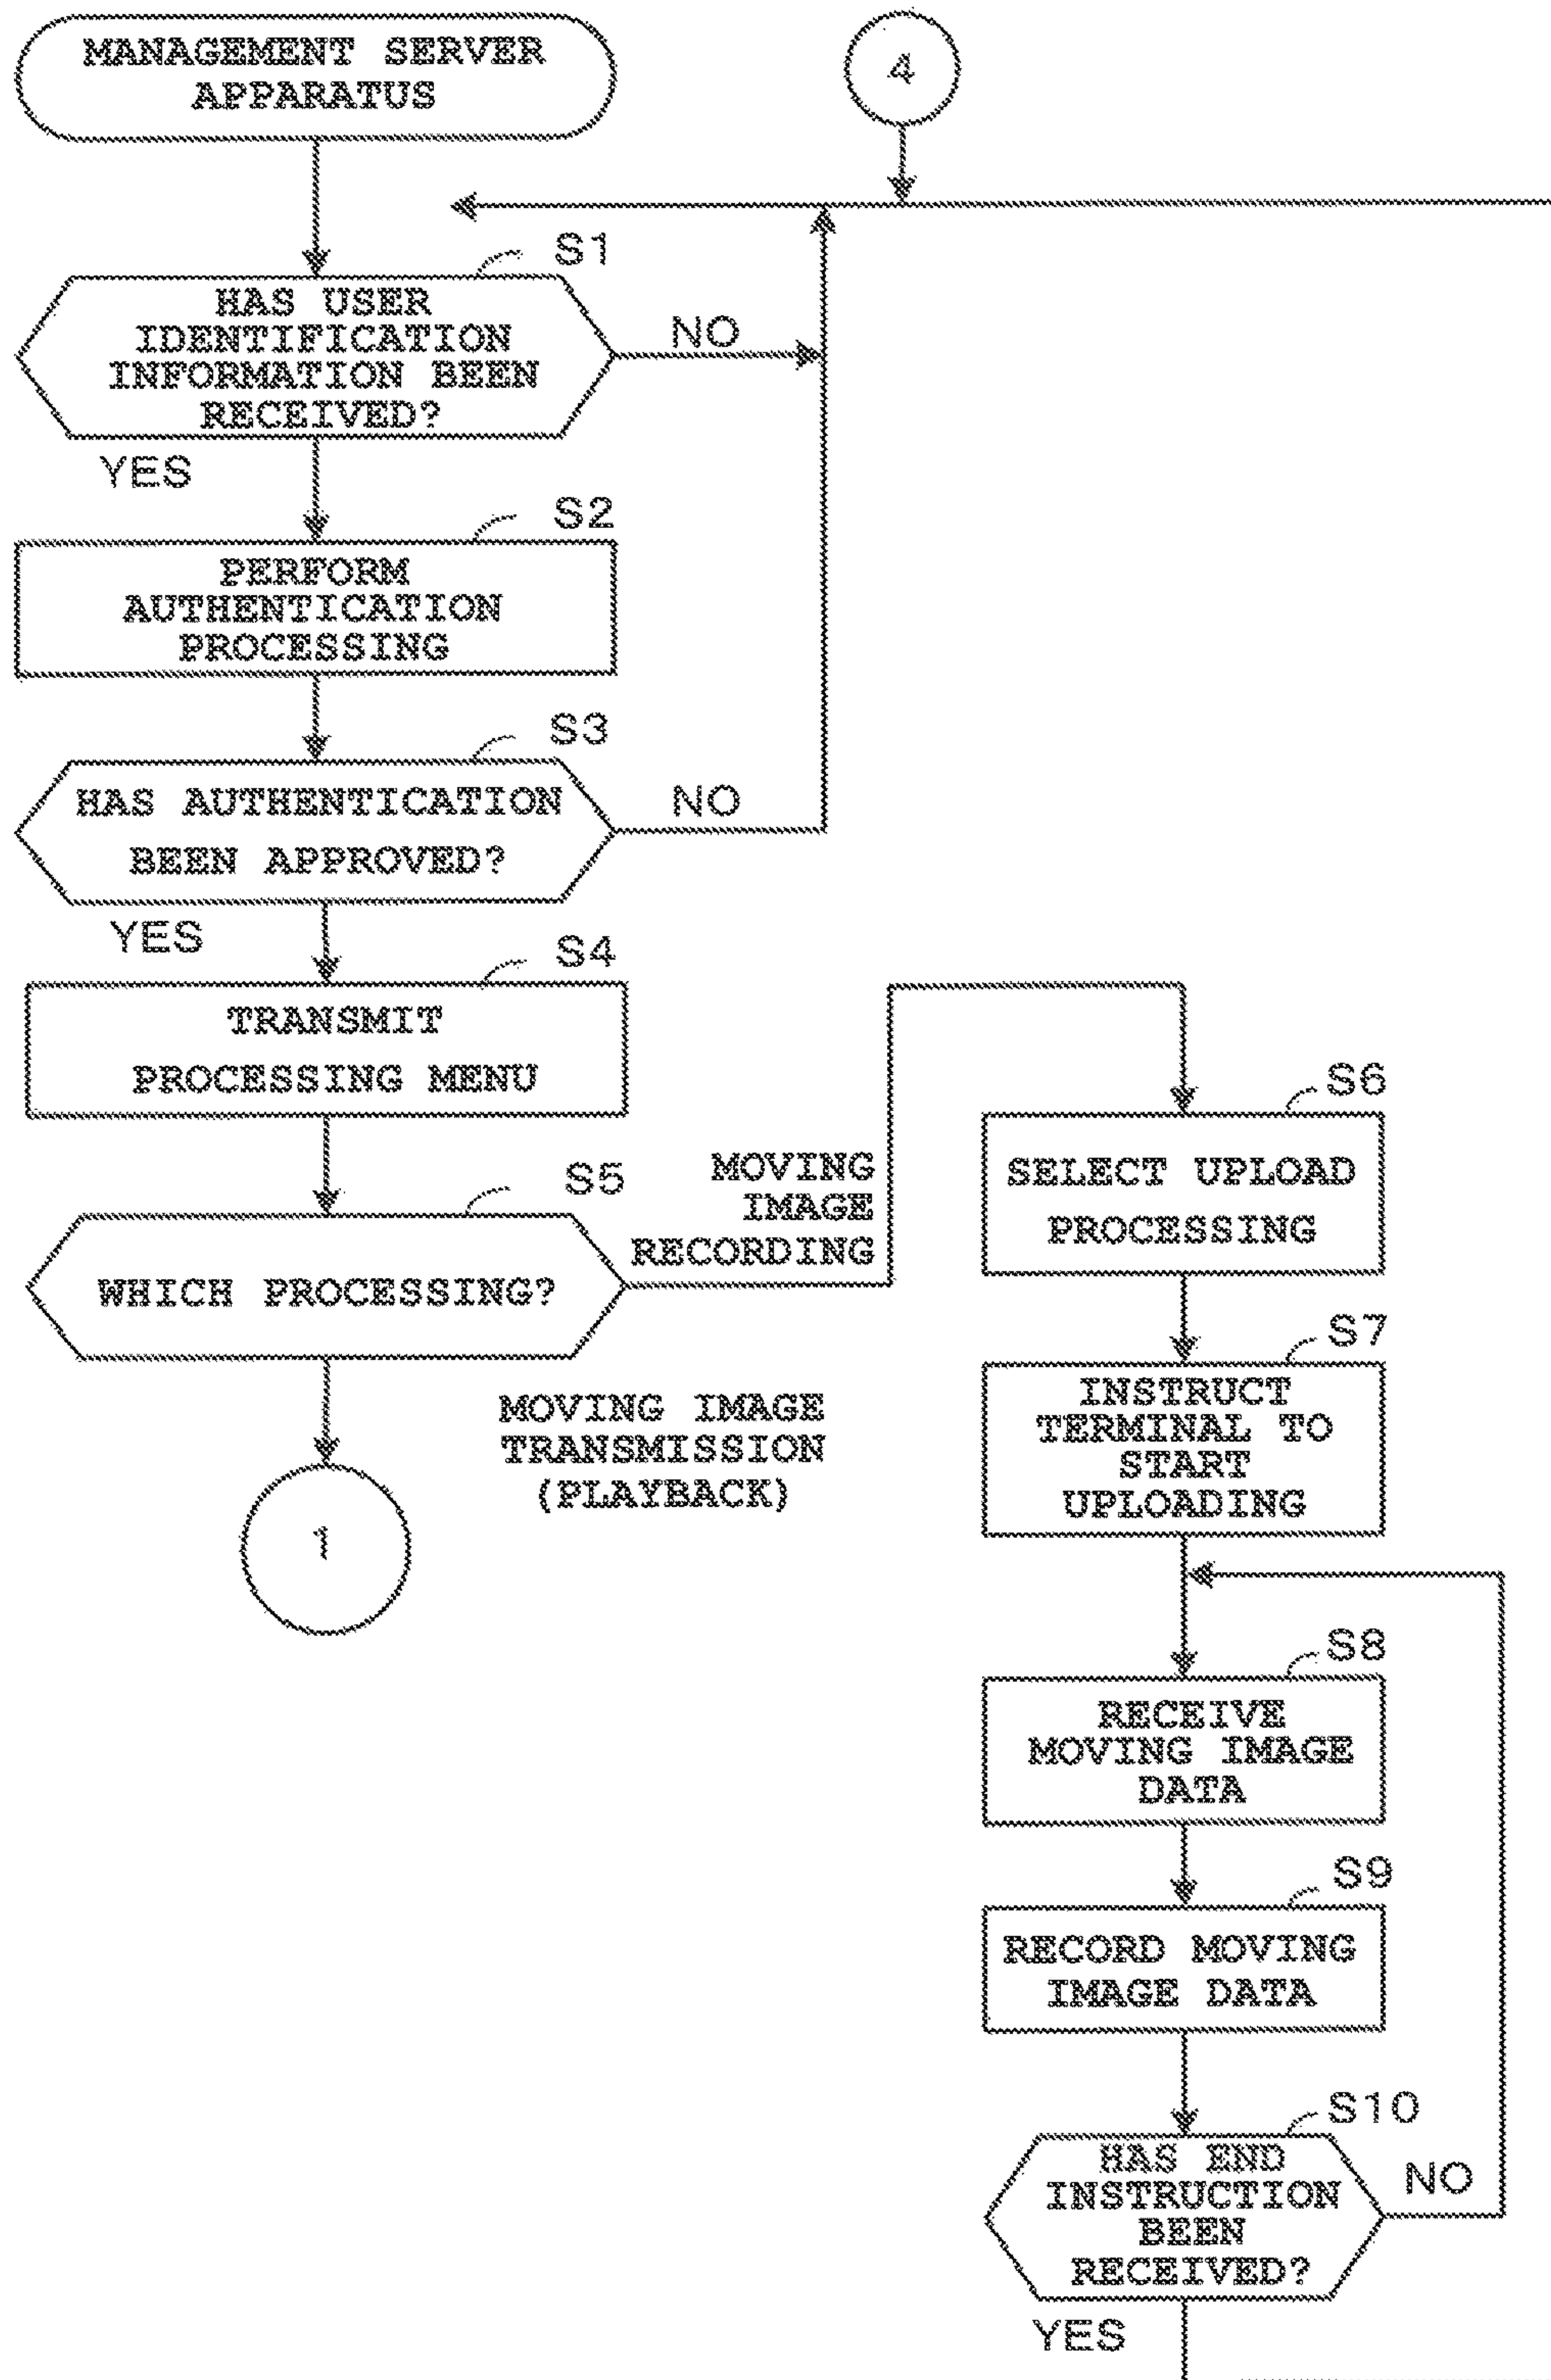 MANAGEMENT SERVER
APPARATUS
4
S1
HAS USER
IDENTIFICATION
INFORMATION BEEN
RECEIVED?
NO
YES
S2
PERFORM
AUTHENTICATION
PROCESSING
S3
HAS AUTHENTICATION
BEEN APPROVED?
NO
YES
S4
TRANSMIT
PROCESSING MENU
S5
WHICH PROCESSING?
MOVING
IMAGE
RECORDING
MOVING IMAGE
TRANSMISSION
(PLAYBACK)
1
S6
SELECT UPLOAD
PROCESSING
S7
INSTRUCT
TERMINAL TO
START
UPLOADING
S8
RECEIVE
MOVING IMAGE
DATA
S9
RECORD MOVING
IMAGE DATA
S10
HAS END
INSTRUCTION
BEEN
RECEIVED?
NO
YES